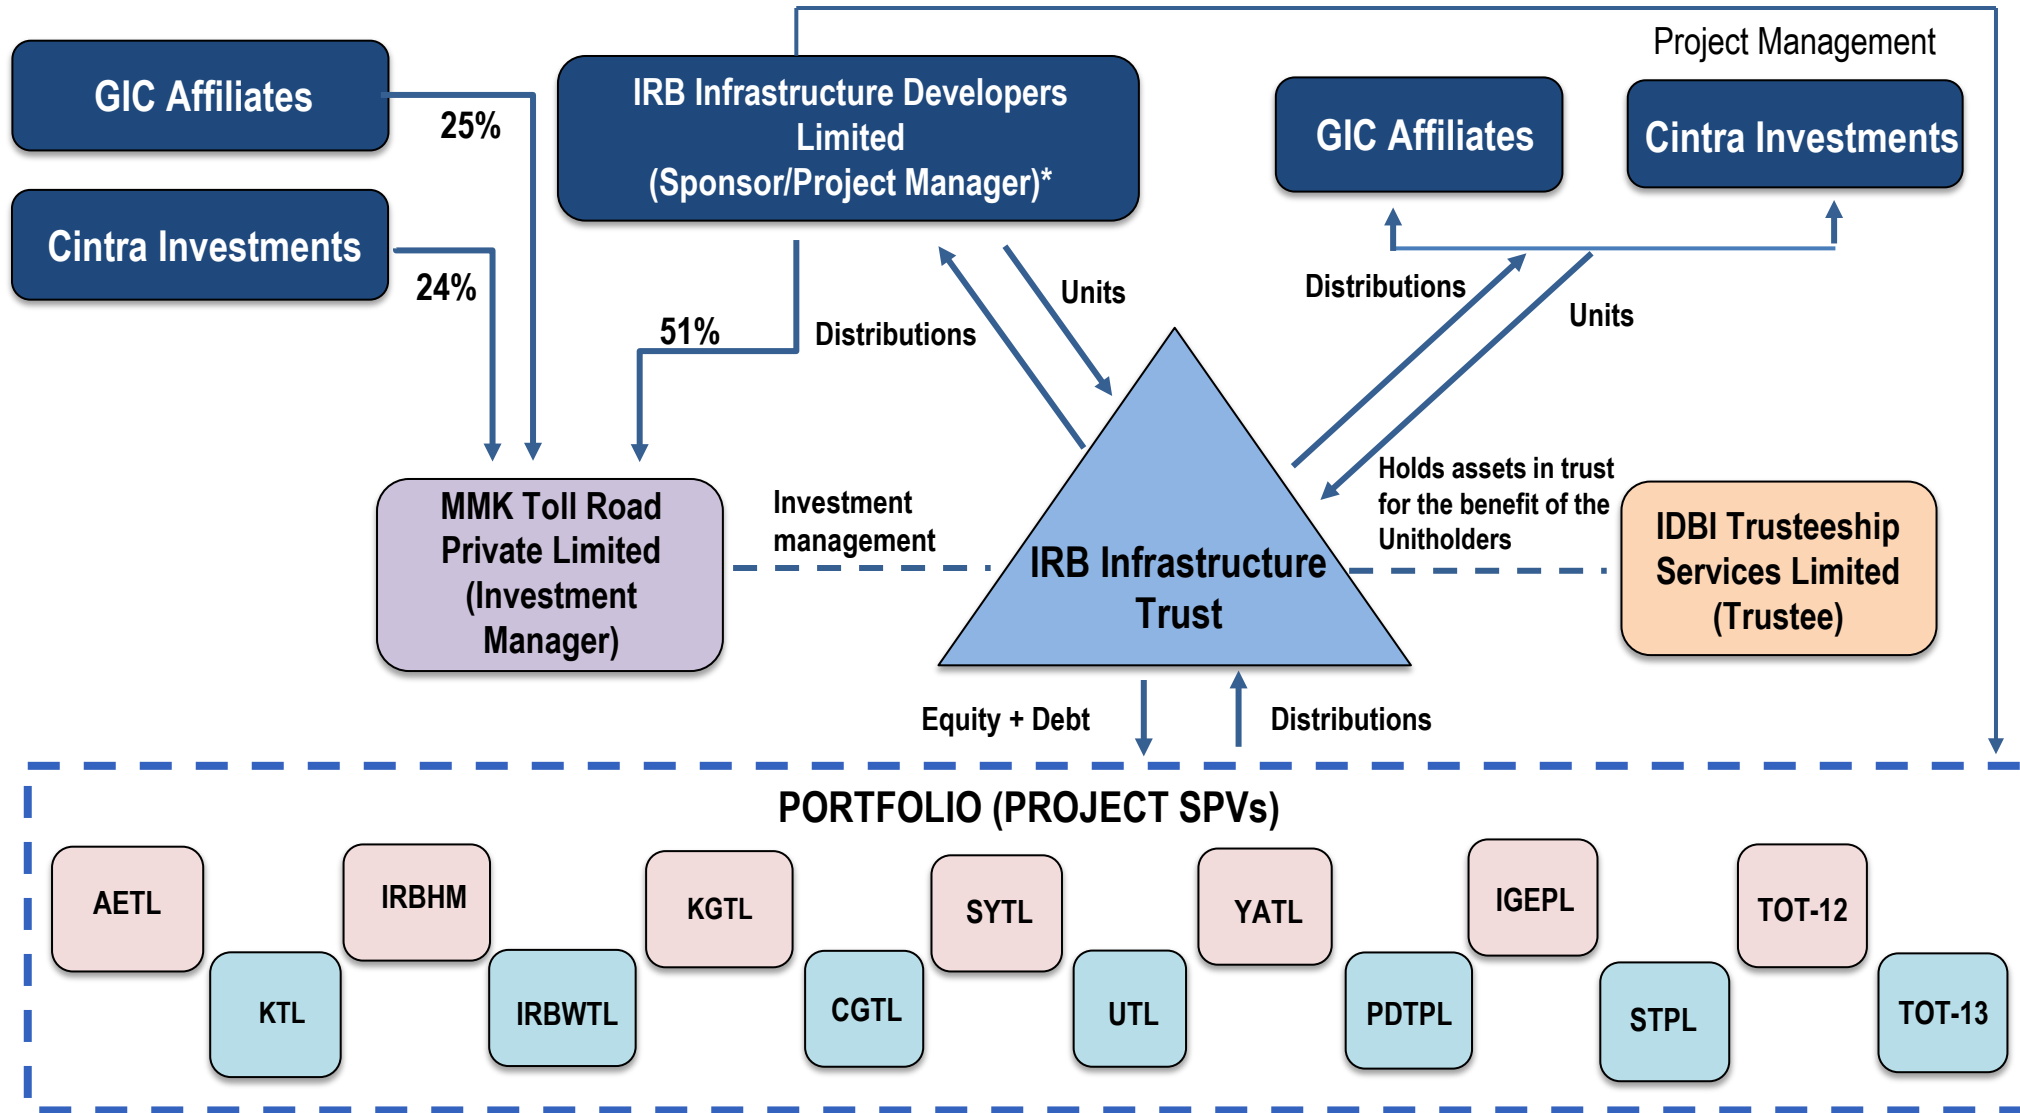 Project Management
GIC Affiliates
25%
Cintra Investments
24%
IRB Infrastructure Developers
Limited
(Sponsor/Project Manager)*
GIC Affiliates
Cintra Investments
51%
Distributions
Units
Distributions
Units
MMK Toll Road
Private Limited
(Investment
Manager)
Investment
management
IRB Infrastructure
Trust
Holds assets in trust
for the benefit of the
Unitholders
IDBI Trusteeship
Services Limited
(Trustee)
Equity + Debt
Distributions
PORTFOLIO (PROJECT SPVs)
AETL
IRBHM
KGTL
SYTL
YATL
IGEPL
TOT-12
KTL
IRBWTL
CGTL
UTL
PDTPL
STPL
TOT-13